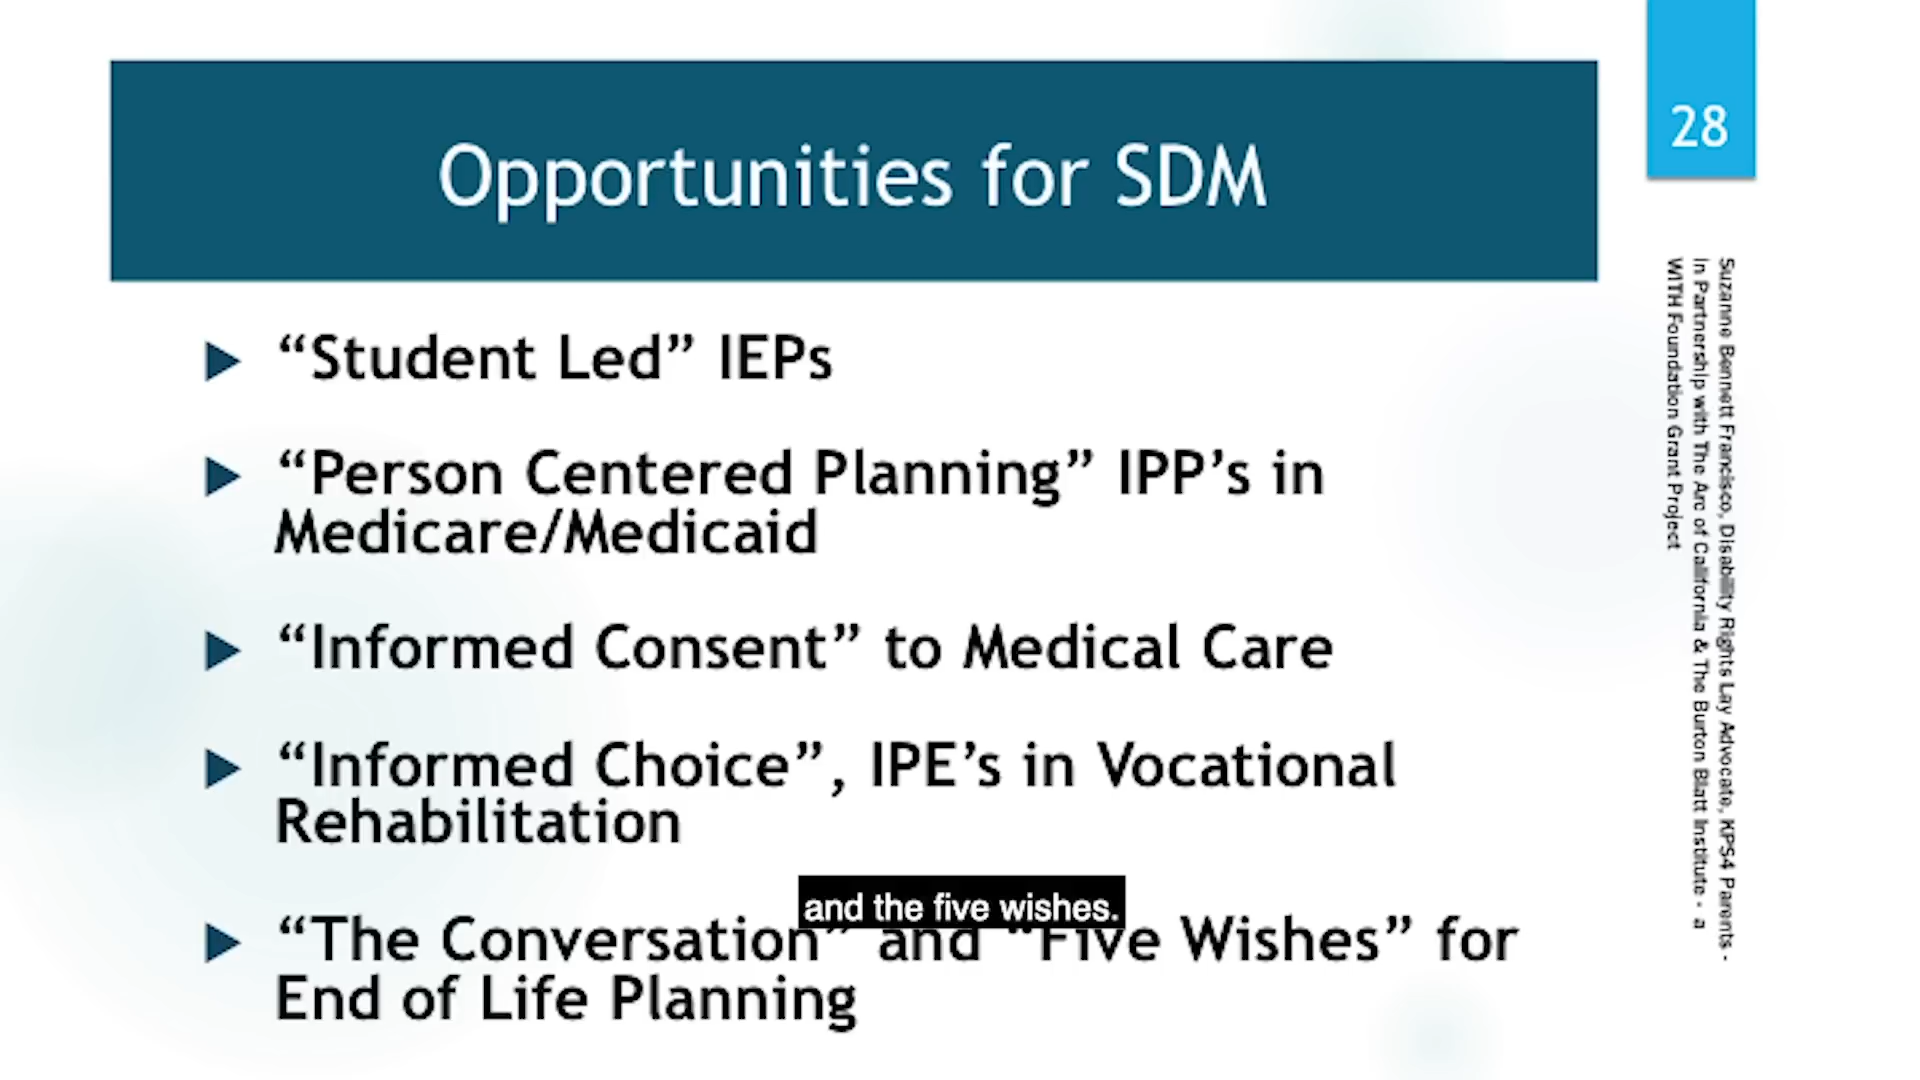 Opportunities for SDM
28
“Student Led” IEPs
“Person Centered Planning” IPP’s in
Medicare/Medicaid
“Informed Consent” to Medical Care
“Informed Choice”, IPE’s in Vocational
Rehabilitation
and the five wishes.
“The Conversation” and “Five Wishes” for
End of Life Planning
Suzanne Bennett Francisco, Disability Rights Lay Advocate, KPS4 Parents -
in Partnership with The Arc of California & The Burton Blatt Institute - a
WITH Foundation Grant Project